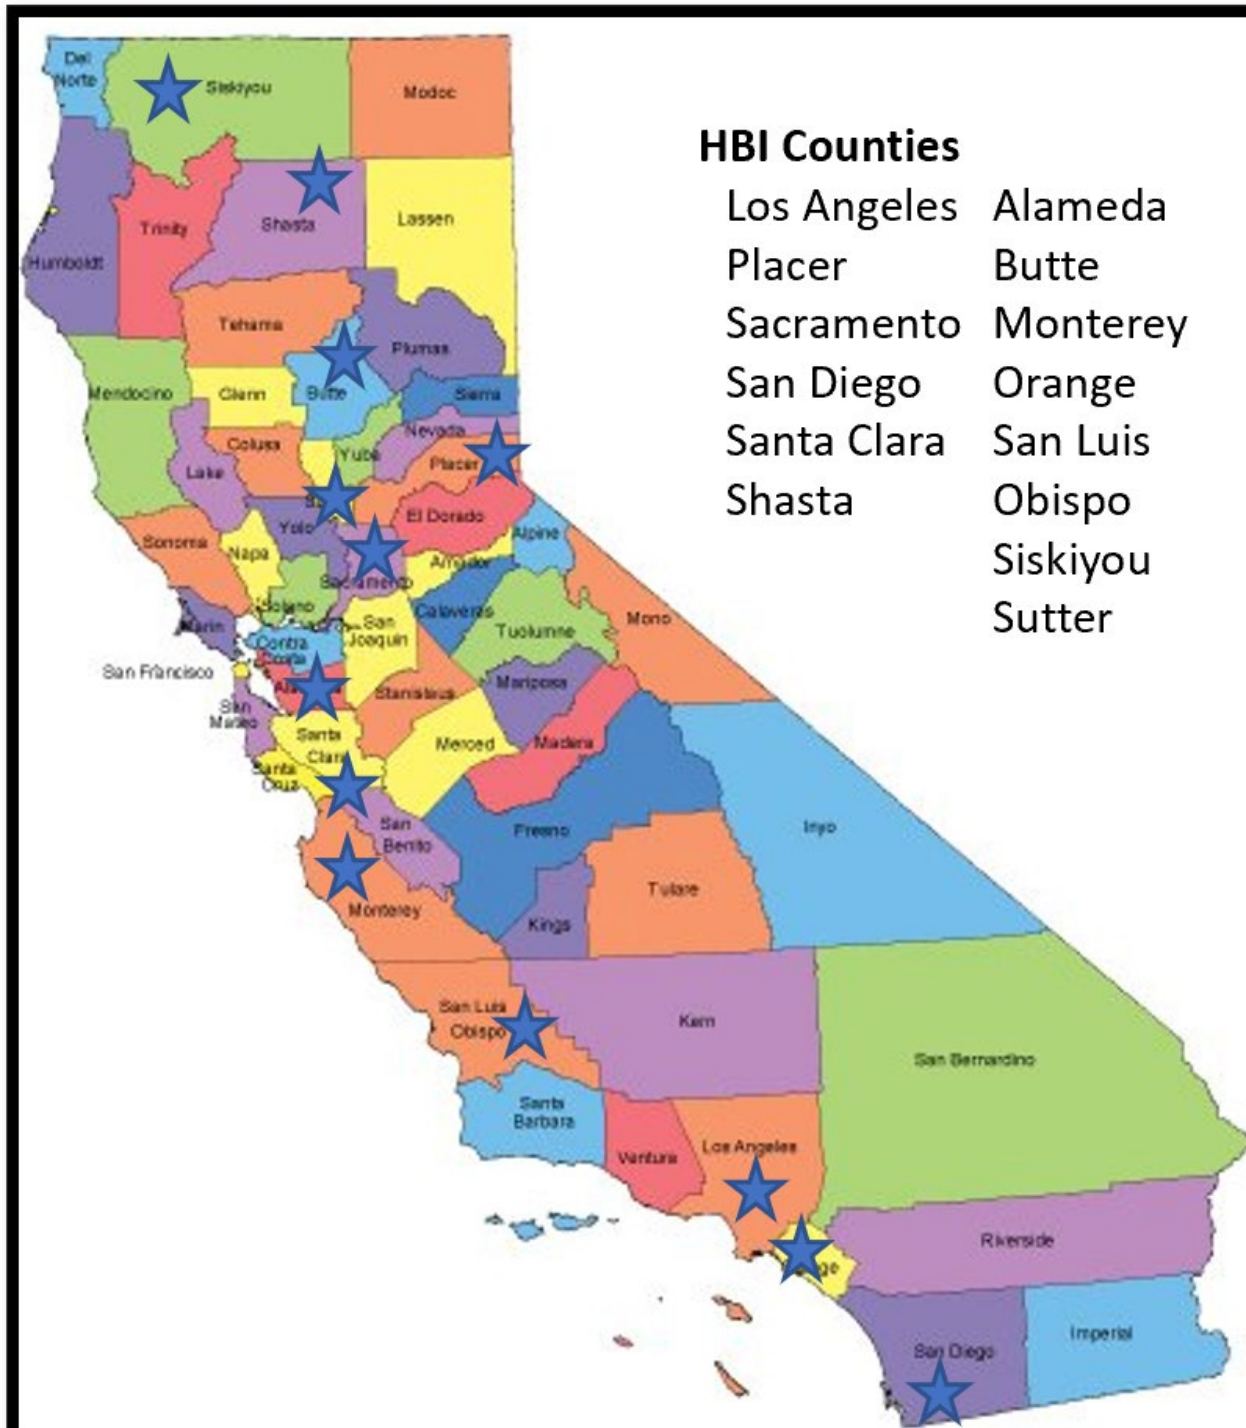 HBI Counties
Los Angeles
Placer
Sacramento
San Diego
Santa Clara
Shasta
Alameda
Butte
Monterey
Orange
San Luis
Obispo
Siskiyou
Sutter
Del
Norte
Siskiyou
Modoc
Humboldt
Trinity
Shasta
Lassen
Tehama
Plumas
Mendocino
Glenn
Butte
Sierra
Colusa
Yuba
Nevada
Lake
Placer
Sonoma
Napa
Yolo
El Dorado
Alpine
Sacramento
Amador
Solano
Marin
Contra
Costa
San
Joaquin
Calaveras
Tuolumne
Mono
San Francisco
San
Mateo
Stanislaus
Mariposa
Santa
Clara
Merced
Madera
Santa
Cruz
San
Benito
Fresno
Inyo
Monterey
Kings
Tulare
San Luis
Obispo
Kern
San Bernardino
Santa
Barbara
Ventura
Los Angeles
Riverside
San Diego
Imperial